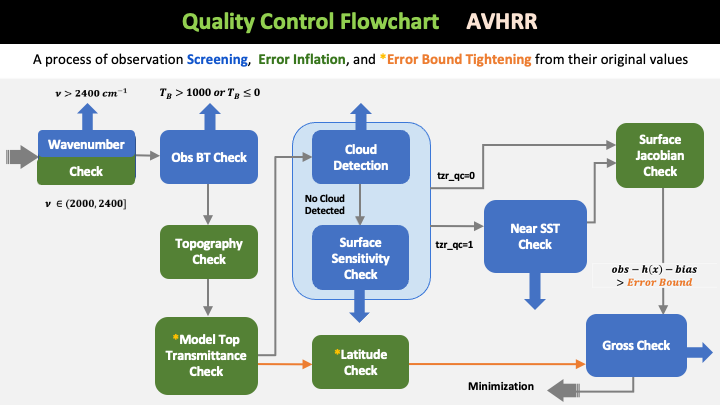 Quality Control Flowchart AVHRR
A process of observation Screening, Error Inflation, and *Error Bound Tightening from their original values
ν > 2400 cm⁻¹
T_B > 1000 or T_B ≤ 0
Wavenumber
Check
ν ∈ (2000, 2400]
Obs BT Check
Topography
Check
*Model Top
Transmittance
Check
Cloud
Detection
No Cloud
Detected
Surface
Sensitivity
Check
*Latitude
Check
tzr_qc=0
tzr_qc=1
Near SST
Check
Surface
Jacobian
Check
obs − h(x) − bias
> Error Bound
Gross Check
Minimization